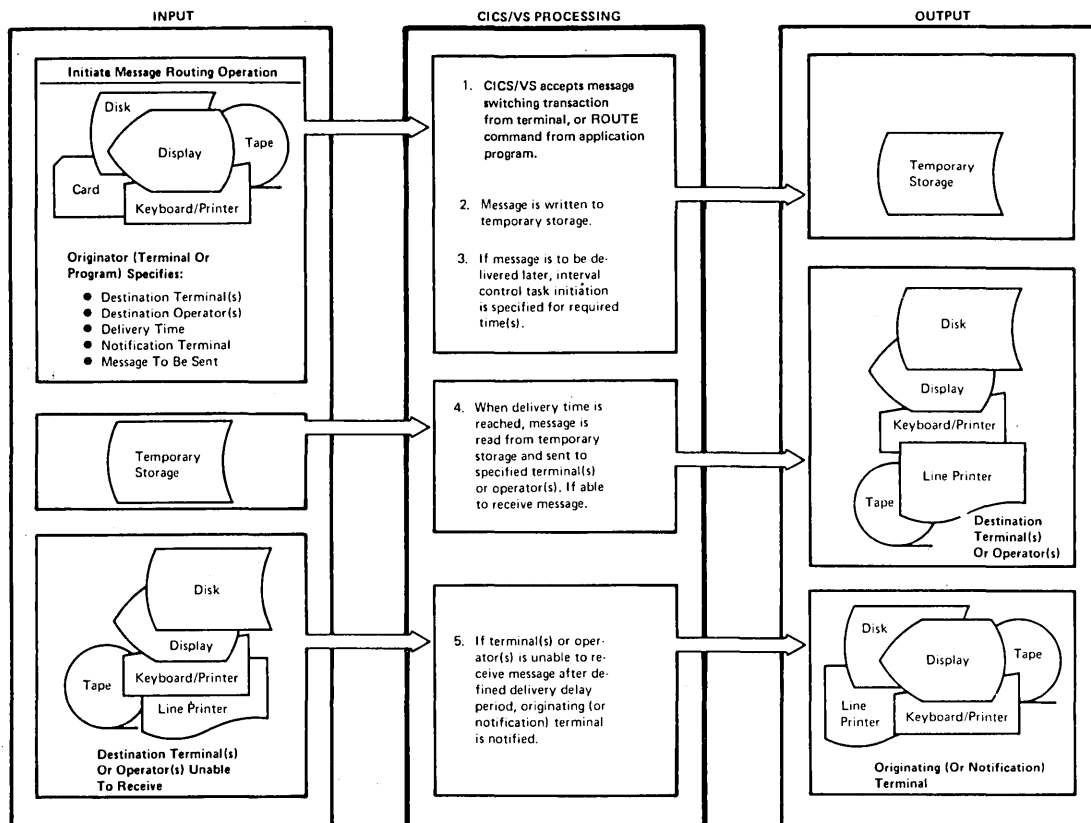 INPUT
CICS/VS PROCESSING
OUTPUT
Initiate Message Routing Operation
Disk
Display
Tape
Card
Keyboard/Printer
Originator (Terminal Or
Program) Specifies:
● Destination Terminal(s)
● Destination Operator(s)
● Delivery Time
● Notification Terminal
● Message To Be Sent
1. CICS/VS accepts message
switching transaction
from terminal, or ROUTE
command from application
program.
2. Message is written to
temporary storage.
3. If message is to be de-
livered later, interval
control task initiation
is specified for required
time(s).
Temporary
Storage
Temporary
Storage
4. When delivery time is
reached, message is
read from temporary
storage and sent to
specified terminal(s)
or operator(s). If able
to receive message.
Disk
Display
Keyboard/Printer
Line Printer
Tape
Destination
Terminal(s)
Or Operator(s)
Disk
Display
Tape
Keyboard/Printer
Line Printer
Destination Terminal(s)
Or Operator(s) Unable
To Receive
5. If terminal(s) or oper-
ator(s) is unable to re-
ceive message after de-
fined delivery delay
period, originating (or
notification) terminal
is notified.
Disk
Display
Tape
Line
Printer
Keyboard/Printer
Originating (Or Notification)
Terminal